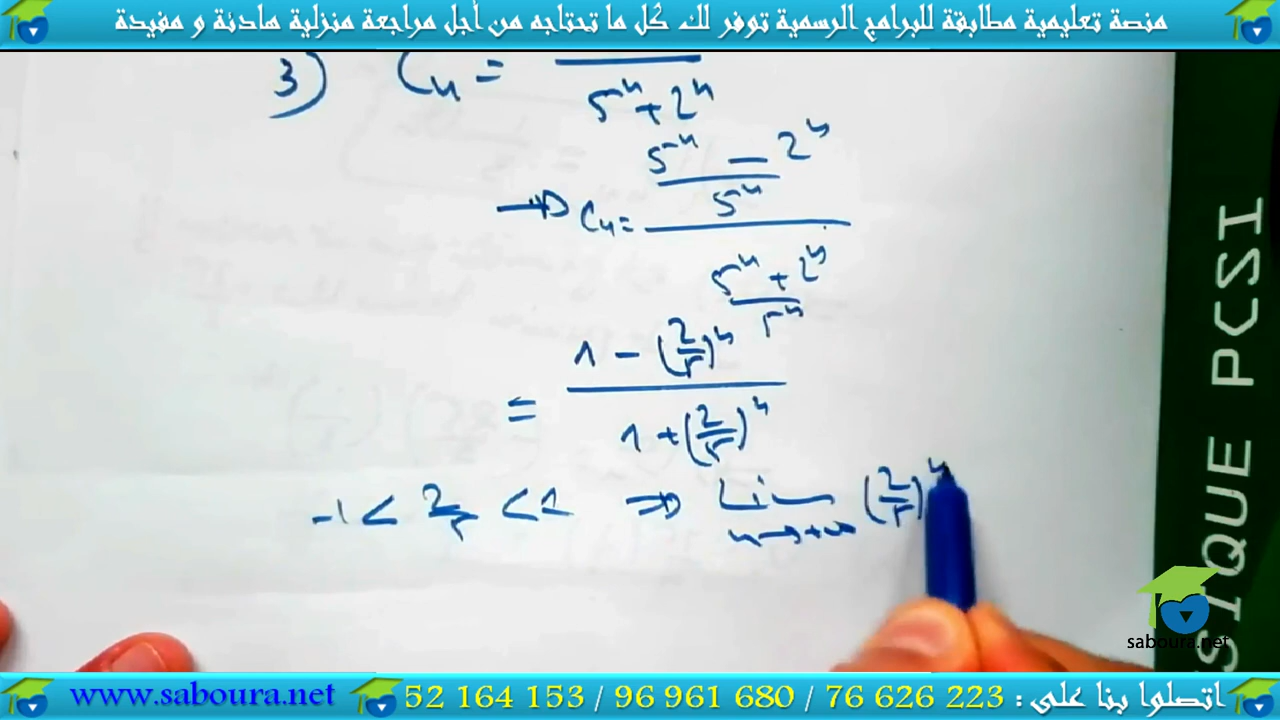 منصة تعليمية مطابقة للبرامج الرسمية توفر لك كل ما تحتاجه من أجل مراجعة منزلية هادئة و مفيدة
3) Cₙ = ――― / 5ⁿ + 2ⁿ
→ Cₙ = ((5ⁿ − 2ⁿ) / 5ⁿ) / ((5ⁿ + 2ⁿ) / 5ⁿ)
= (1 − (2/5)ⁿ) / (1 + (2/5)ⁿ)
−1 < 2/5 < 1 ⇒ Lim n→+∞ (2/5)ⁿ
SIQUE PCSI
saboura.net
www.saboura.net 52 164 153 / 96 961 680 / 76 626 223 : اتصلوا بنا على